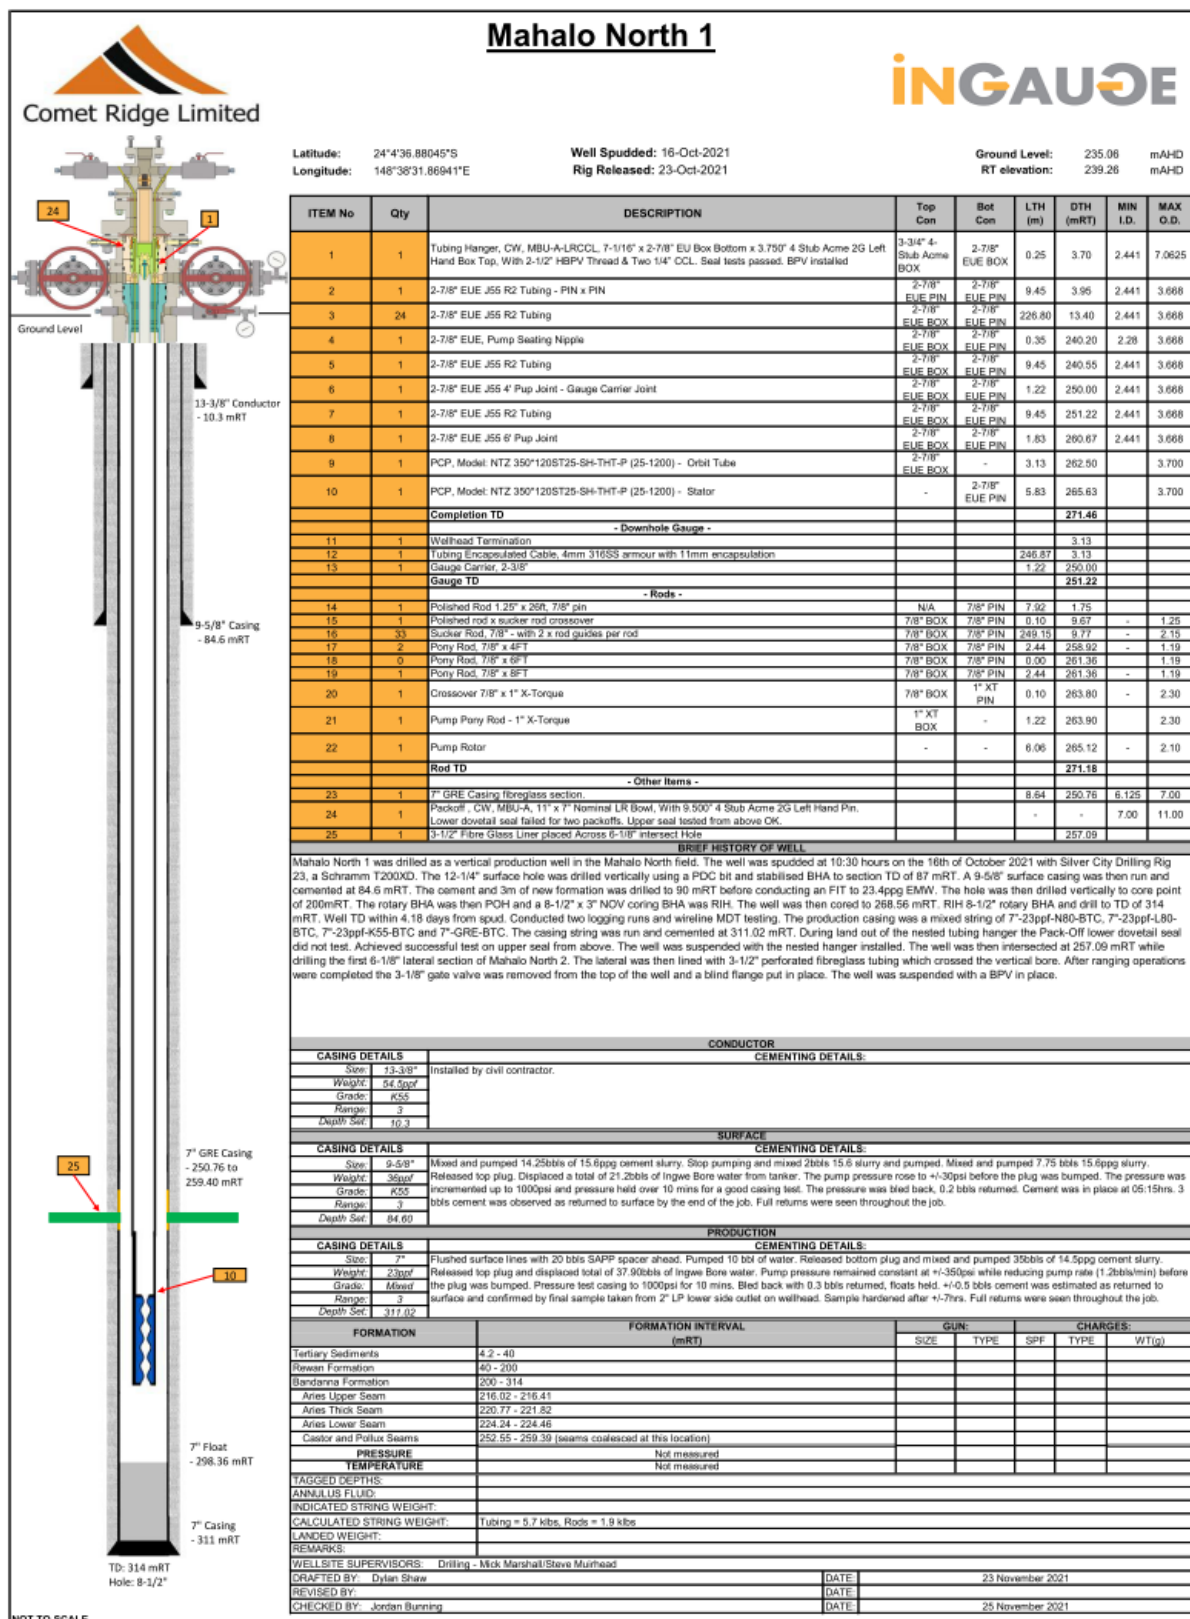 Mahalo North 1
Comet Ridge Limited
iNGAUGE
Latitude: 24°4'36.88045"S Well Spudded: 16-Oct-2021 Ground Level: 235.06 mAHD
Longitude: 148°38'31.86941"E Rig Released: 23-Oct-2021 RT elevation: 239.26 mAHD
24
1
Ground Level
13-3/8" Conductor
- 10.3 mRT
9-5/8" Casing
- 84.6 mRT
7" GRE Casing
- 250.76 to
259.40 mRT
25
10
7" Float
- 298.36 mRT
7" Casing
- 311 mRT
TD: 314 mRT
Hole: 8-1/2"
NOT TO SCALE
ITEM No Qty DESCRIPTION Top Con Bot Con LTH (m) DTH (mRT) MIN I.D. MAX O.D.
1 1 Tubing Hanger, CW, MBU-A-LRCCL, 7-1/16" x 2-7/8" EU Box Bottom x 3.750" 4 Stub Acme 2G Left Hand Box Top, With 2-1/2" HBPV Thread & Two 1/4" CCL. Seal tests passed. BPV installed 3-3/4" 4-Stub Acme BOX 2-7/8" EUE BOX 0.25 3.70 2.441 7.0625
2 1 2-7/8" EUE J55 R2 Tubing - PIN x PIN 2-7/8" EUE PIN 2-7/8" EUE PIN 9.45 3.95 2.441 3.668
3 24 2-7/8" EUE J55 R2 Tubing 2-7/8" EUE BOX 2-7/8" EUE PIN 226.80 13.40 2.441 3.668
4 1 2-7/8" EUE, Pump Seating Nipple 2-7/8" EUE BOX 2-7/8" EUE PIN 0.35 240.20 2.28 3.668
5 1 2-7/8" EUE J55 R2 Tubing 2-7/8" EUE BOX 2-7/8" EUE PIN 9.45 240.55 2.441 3.668
6 1 2-7/8" EUE J55 4' Pup Joint - Gauge Carrier Joint 2-7/8" EUE BOX 2-7/8" EUE PIN 1.22 250.00 2.441 3.668
7 1 2-7/8" EUE J55 R2 Tubing 2-7/8" EUE BOX 2-7/8" EUE PIN 9.45 251.22 2.441 3.668
8 1 2-7/8" EUE J55 6' Pup Joint 2-7/8" EUE BOX 2-7/8" EUE PIN 1.83 260.67 2.441 3.668
9 1 PCP, Model: NTZ 350*120ST25-SH-THT-P (25-1200) - Orbit Tube 2-7/8" EUE BOX - 3.13 262.50 3.700
10 1 PCP, Model: NTZ 350*120ST25-SH-THT-P (25-1200) - Stator - 2-7/8" EUE PIN 5.83 265.63 3.700
Completion TD 271.46
- Downhole Gauge -
11 1 Wellhead Termination 3.13
12 1 Tubing Encapsulated Cable, 4mm 316SS armour with 11mm encapsulation 246.87 3.13
13 1 Gauge Carrier, 2-3/8" 1.22 250.00
Gauge TD 251.22
- Rods -
14 1 Polished Rod 1.25" x 26ft, 7/8" pin N/A 7/8" PIN 7.92 1.75
15 1 Polished rod x sucker rod crossover 7/8" BOX 7/8" PIN 0.10 9.67 - 1.25
16 33 Sucker Rod, 7/8" - with 2 x rod guides per rod 7/8" BOX 7/8" PIN 249.15 9.77 - 2.15
17 2 Pony Rod, 7/8" x 4FT 7/8" BOX 7/8" PIN 2.44 258.92 - 1.19
18 0 Pony Rod, 7/8" x 6FT 7/8" BOX 7/8" PIN 0.00 261.36 1.19
19 1 Pony Rod, 7/8" x 8FT 7/8" BOX 7/8" PIN 2.44 261.36 - 1.19
20 1 Crossover 7/8" x 1" X-Torque 7/8" BOX 1" XT PIN 0.10 263.80 - 2.30
21 1 Pump Pony Rod - 1" X-Torque 1" XT BOX - 1.22 263.90 2.30
22 1 Pump Rotor - - 6.06 265.12 - 2.10
Rod TD 271.18
- Other Items -
23 1 7" GRE Casing fibreglass section. 8.64 250.76 6.125 7.00
24 1 Packoff , CW, MBU-A, 11" x 7" Nominal LR Bowl, With 9.500" 4 Stub Acme 2G Left Hand Pin. Lower dovetail seal failed for two packoffs. Upper seal tested from above OK. - - 7.00 11.00
25 1 3-1/2" Fibre Glass Liner placed Across 6-1/8" intersect Hole 257.09
BRIEF HISTORY OF WELL
Mahalo North 1 was drilled as a vertical production well in the Mahalo North field. The well was spudded at 10:30 hours on the 16th of October 2021 with Silver City Drilling Rig
23, a Schramm T200XD. The 12-1/4" surface hole was drilled vertically using a PDC bit and stabilised BHA to section TD of 87 mRT. A 9-5/8" surface casing was then run and
cemented at 84.6 mRT. The cement and 3m of new formation was drilled to 90 mRT before conducting an FIT to 23.4ppg EMW. The hole was then drilled vertically to core point
of 200mRT. The rotary BHA was then POH and a 8-1/2" x 3" NOV coring BHA was RIH. The well was then cored to 268.56 mRT. RIH 8-1/2" rotary BHA and drill to TD of 314
mRT. Well TD within 4.18 days from spud. Conducted two logging runs and wireline MDT testing. The production casing was a mixed string of 7"-23ppf-N80-BTC, 7"-23ppf-L80-
BTC, 7"-23ppf-K55-BTC and 7"-GRE-BTC. The casing string was run and cemented at 311.02 mRT. During land out of the nested tubing hanger the Pack-Off lower dovetail seal
did not test. Achieved successful test on upper seal from above. The well was suspended with the nested hanger installed. The well was then intersected at 257.09 mRT while
drilling the first 6-1/8" lateral section of Mahalo North 2. The lateral was then lined with 3-1/2" perforated fibreglass tubing which crossed the vertical bore. After ranging operations
were completed the 3-1/8" gate valve was removed from the top of the well and a blind flange put in place. The well was suspended with a BPV in place.
CONDUCTOR
CASING DETAILS CEMENTING DETAILS:
Size: 13-3/8" Installed by civil contractor.
Weight: 54.5ppf
Grade: K55
Range: 3
Depth Set: 10.3
SURFACE
CASING DETAILS CEMENTING DETAILS:
Size: 9-5/8" Mixed and pumped 14.25bbls of 15.6ppg cement slurry. Stop pumping and mixed 2bbls 15.6 slurry and pumped. Mixed and pumped 7.75 bbls 15.6ppg slurry.
Weight: 36ppf Released top plug. Displaced a total of 21.2bbls of Ingwe Bore water from tanker. The pump pressure rose to +/-30psi before the plug was bumped. The pressure was
Grade: K55 incremented up to 1000psi and pressure held over 10 mins for a good casing test. The pressure was bled back, 0.2 bbls returned. Cement was in place at 05:15hrs. 3
Range: 3 bbls cement was observed as returned to surface by the end of the job. Full returns were seen throughout the job.
Depth Set: 84.60
PRODUCTION
CASING DETAILS CEMENTING DETAILS:
Size: 7" Flushed surface lines with 20 bbls SAPP spacer ahead. Pumped 10 bbl of water. Released bottom plug and mixed and pumped 35bbls of 14.5ppg cement slurry.
Weight: 23ppf Released top plug and displaced total of 37.90bbls of Ingwe Bore water. Pump pressure remained constant at +/-350psi while reducing pump rate (1.2bbls/min) before
Grade: Mixed the plug was bumped. Pressure test casing to 1000psi for 10 mins. Bled back with 0.3 bbls returned, floats held. +/-0.5 bbls cement was estimated as returned to
Range: 3 surface and confirmed by final sample taken from 2" LP lower side outlet on wellhead. Sample hardened after +/-7hrs. Full returns were seen throughout the job.
Depth Set: 311.02
FORMATION FORMATION INTERVAL (mRT) GUN: CHARGES:
SIZE TYPE SPF TYPE WT(g)
Tertiary Sediments 4.2 - 40
Rewan Formation 40 - 200
Bandanna Formation 200 - 314
Aries Upper Seam 216.02 - 216.41
Aries Thick Seam 220.77 - 221.82
Aries Lower Seam 224.24 - 224.46
Castor and Pollux Seams 252.55 - 259.39 (seams coalesced at this location)
PRESSURE Not measured
TEMPERATURE Not measured
TAGGED DEPTHS:
ANNULUS FLUID:
INDICATED STRING WEIGHT:
CALCULATED STRING WEIGHT: Tubing = 5.7 klbs, Rods = 1.9 klbs
LANDED WEIGHT:
REMARKS:
WELLSITE SUPERVISORS: Drilling - Mick Marshall/Steve Muirhead
DRAFTED BY: Dylan Shaw DATE: 23 November 2021
REVISED BY: DATE:
CHECKED BY: Jordan Bunning DATE: 25 November 2021